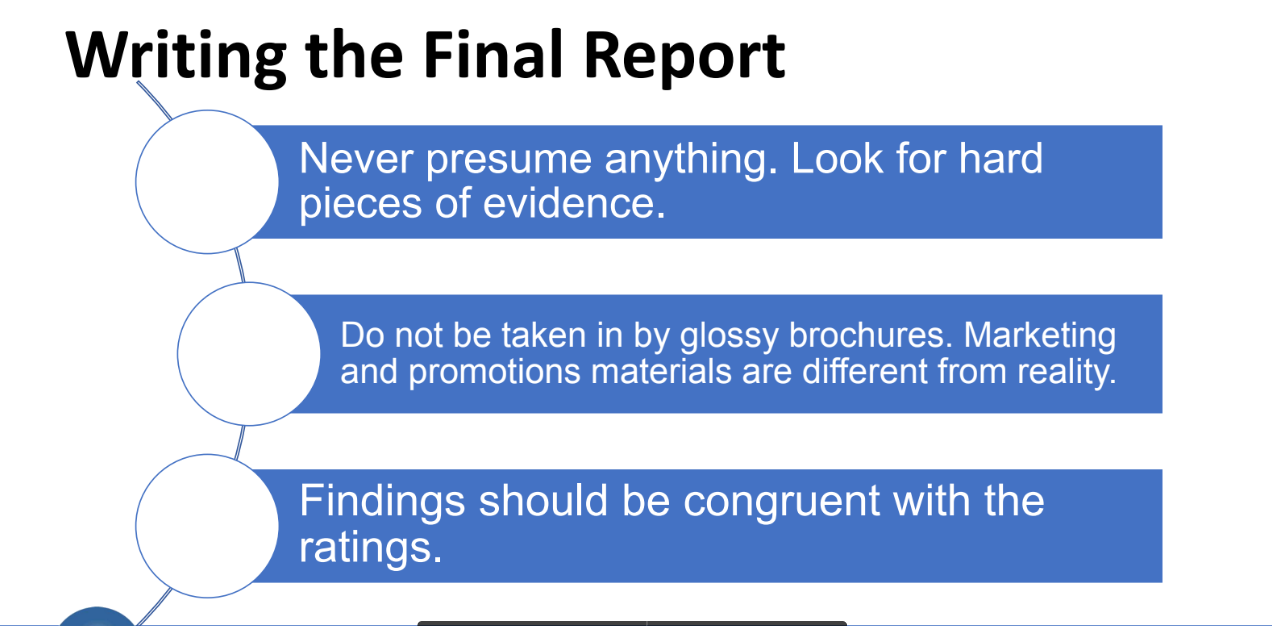 Writing the Final Report
Never presume anything. Look for hard
pieces of evidence.
Do not be taken in by glossy brochures. Marketing
and promotions materials are different from reality.
Findings should be congruent with the
ratings.